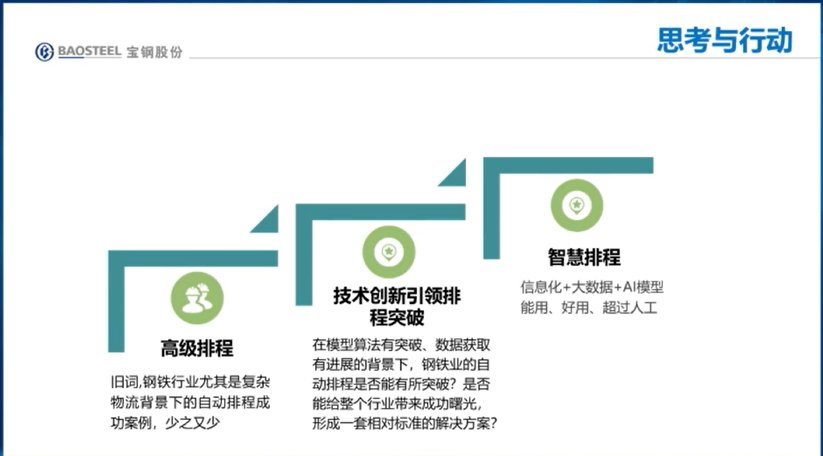 BAOSTEEL 宝钢股份
思考与行动
高级排程
旧词,钢铁行业尤其是复杂
物流背景下的自动排程成
功案例，少之又少
技术创新引领排
程突破
在模型算法有突破、数据获取
有进展的背景下，钢铁业的自
动排程是否能有所突破？是否
能给整个行业带来成功曙光，
形成一套相对标准的解决方案？
智慧排程
信息化+大数据+AI模型
能用、好用、超过人工